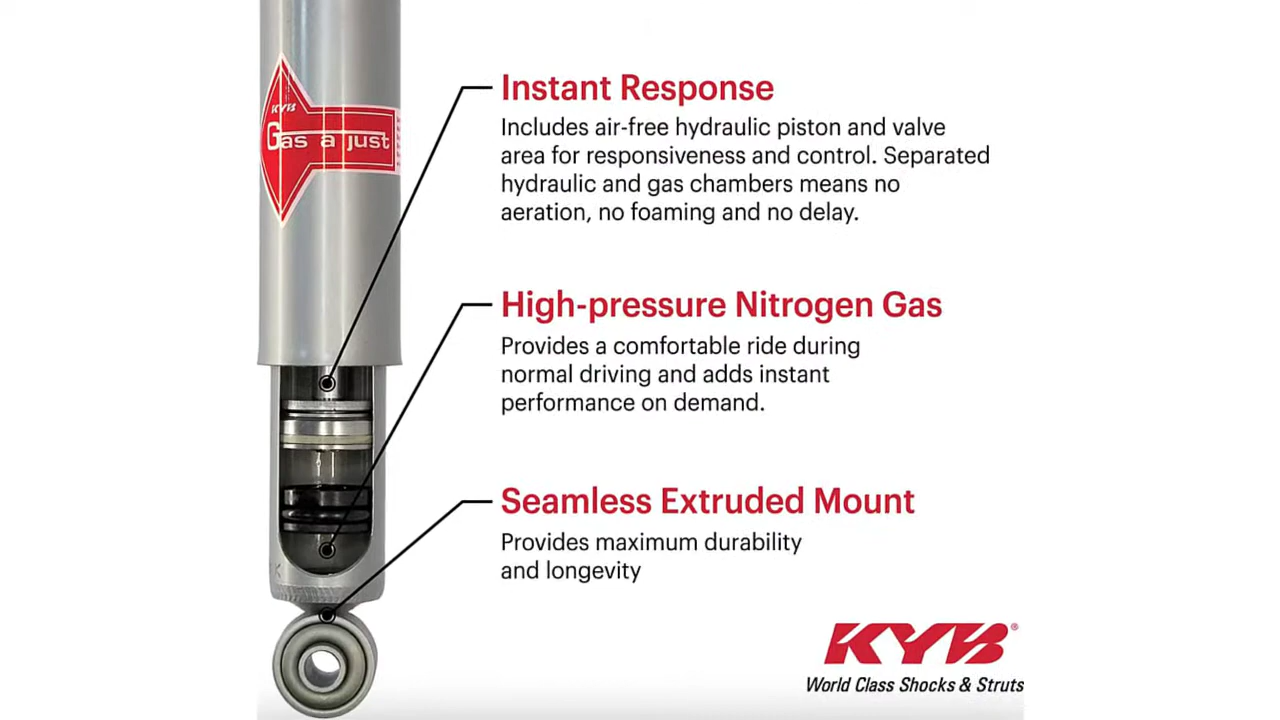 KYB
Gas a just
Instant Response
Includes air-free hydraulic piston and valve
area for responsiveness and control. Separated
hydraulic and gas chambers means no
aeration, no foaming and no delay.
High-pressure Nitrogen Gas
Provides a comfortable ride during
normal driving and adds instant
performance on demand.
Seamless Extruded Mount
Provides maximum durability
and longevity
KYB®
World Class Shocks & Struts